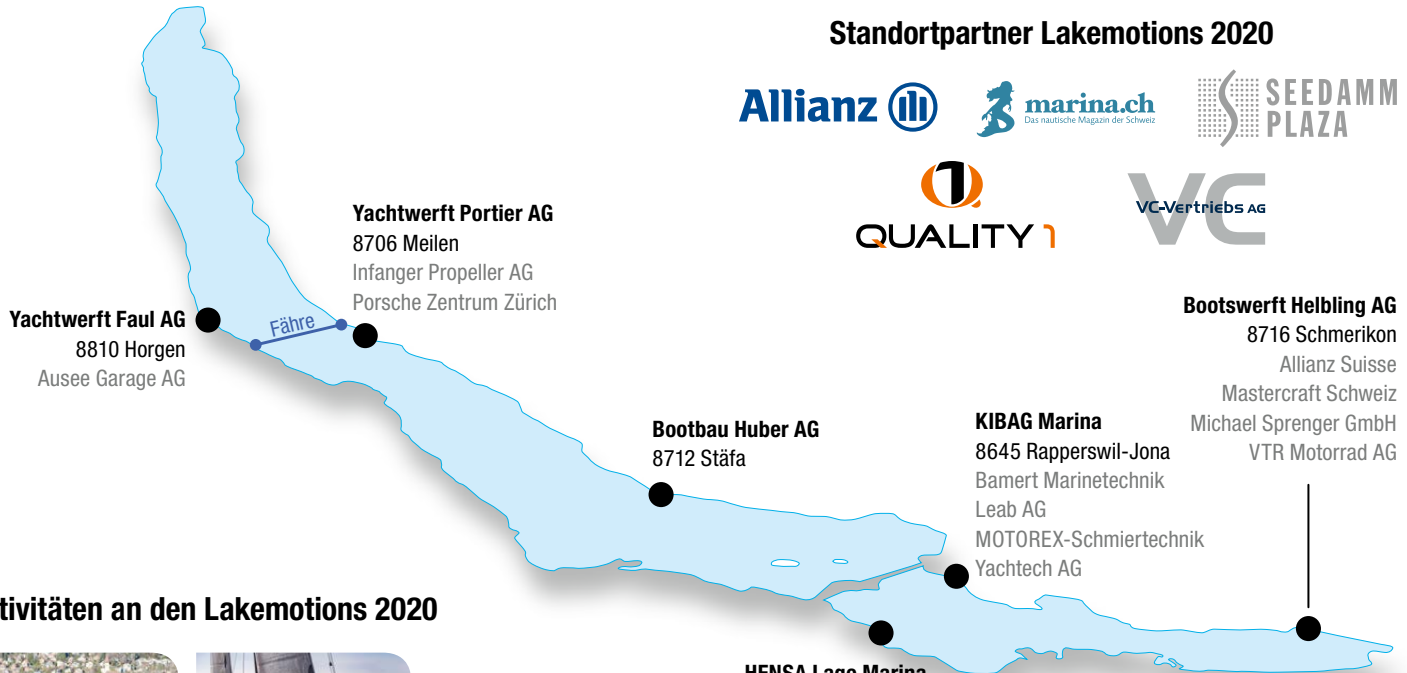 Standortpartner Lakemotions 2020
Allianz
marina.ch
Das nautische Magazin der Schweiz
SEEDAMM
PLAZA
QUALITY 1
VC
VC-Vertriebs AG
Yachtwerft Portier AG
8706 Meilen
Infanger Propeller AG
Porsche Zentrum Zürich
Yachtwerft Faul AG
8810 Horgen
Ausee Garage AG
Fähre
Bootbau Huber AG
8712 Stäfa
KIBAG Marina
8645 Rapperswil-Jona
Bamert Marinetechnik
Leab AG
MOTOREX-Schmiertechnik
Yachtech AG
Bootswerft Helbling AG
8716 Schmerikon
Allianz Suisse
Mastercraft Schweiz
Michael Sprenger GmbH
VTR Motorrad AG
tivitäten an den Lakemotions 2020
HENSA Lago Marina